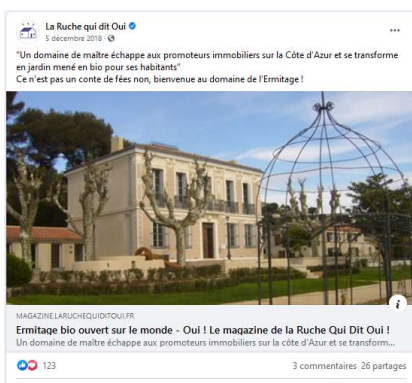 La Ruche qui dit Oui
5 décembre 2018 ·
"Un domaine de maître échappe aux promoteurs immobiliers sur la Côte d'Azur et se transforme
en jardin mené en bio pour ses habitants"
Ce n'est pas un conte de fées non, bienvenue au domaine de l'Ermitage !
MAGAZINE.LARUCHEQUIDITOUI.FR
Ermitage bio ouvert sur le monde - Oui ! Le magazine de la Ruche Qui Dit Oui !
Un domaine de maître échappe aux promoteurs immobiliers sur la côte d'Azur et se transform...
123
3 commentaires 26 partages